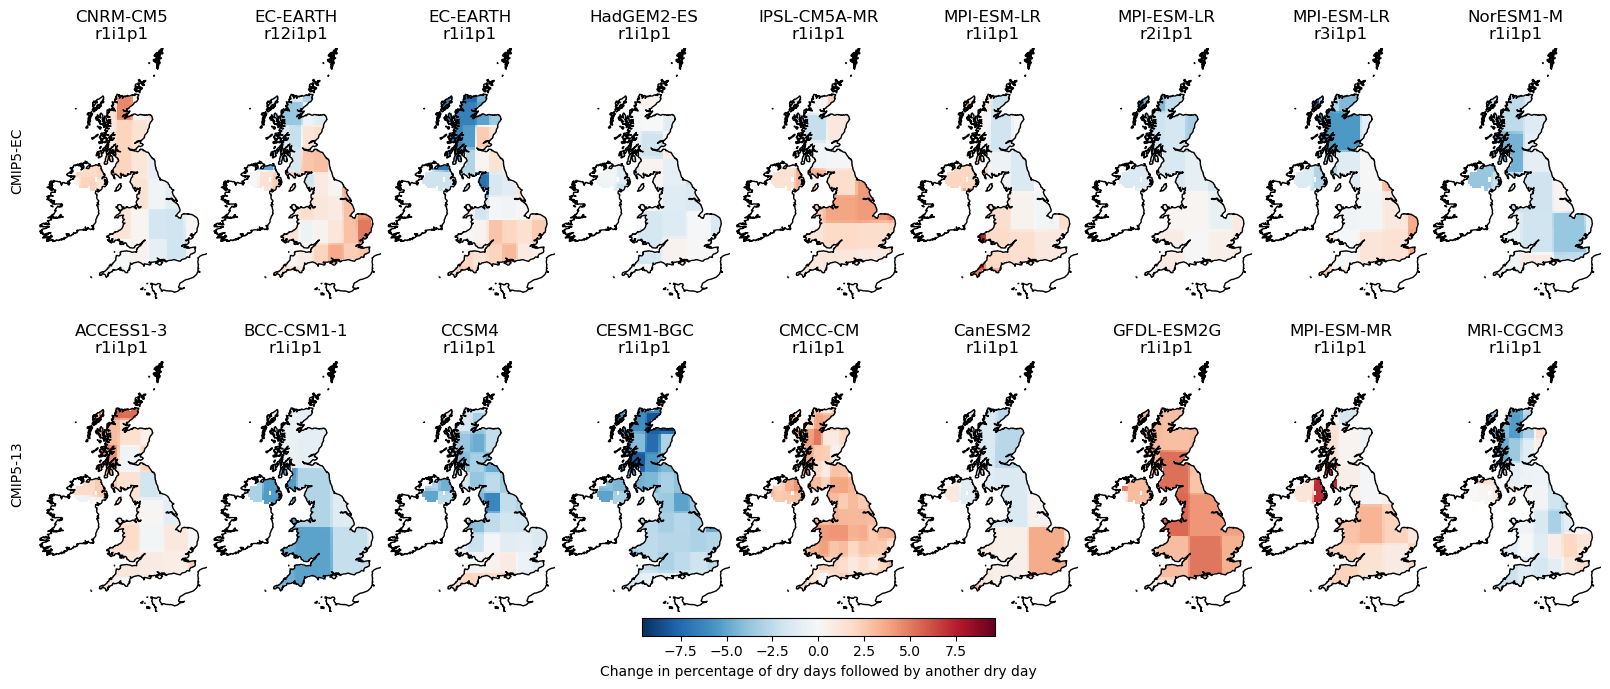 CNRM-CM5
r1i1p1
EC-EARTH
r12i1p1
EC-EARTH
r1i1p1
HadGEM2-ES
r1i1p1
IPSL-CM5A-MR
r1i1p1
MPI-ESM-LR
r1i1p1
MPI-ESM-LR
r2i1p1
MPI-ESM-LR
r3i1p1
NorESM1-M
r1i1p1
CMIP5-EC
ACCESS1-3
r1i1p1
BCC-CSM1-1
r1i1p1
CCSM4
r1i1p1
CESM1-BGC
r1i1p1
CMCC-CM
r1i1p1
CanESM2
r1i1p1
GFDL-ESM2G
r1i1p1
MPI-ESM-MR
r1i1p1
MRI-CGCM3
r1i1p1
CMIP5-13
−7.5 −5.0 −2.5 0.0 2.5 5.0 7.5
Change in percentage of dry days followed by another dry day